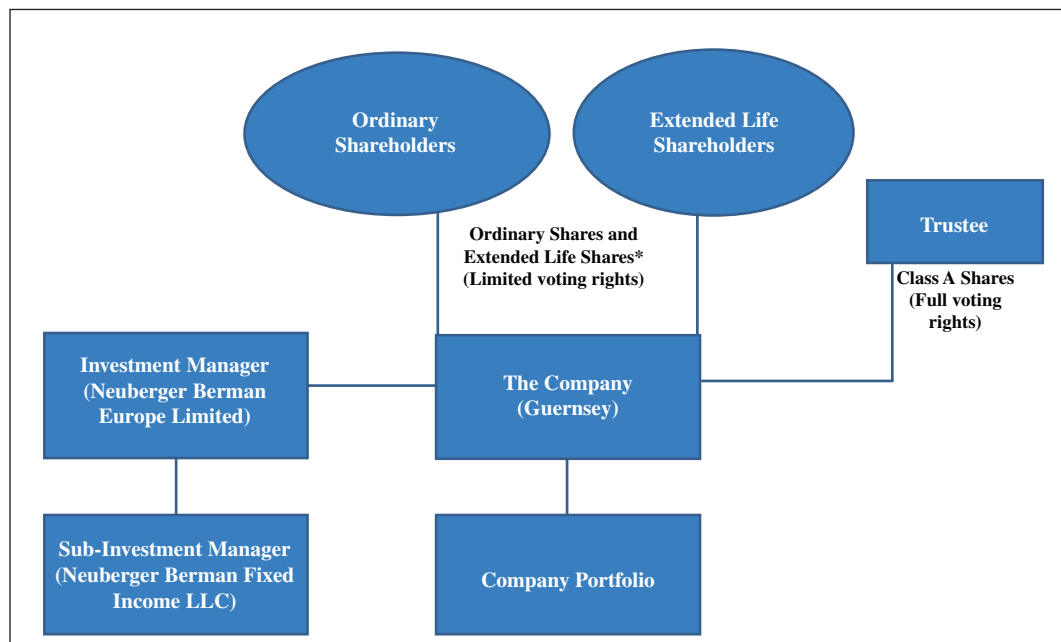 Ordinary
Shareholders
Extended Life
Shareholders
Trustee
Ordinary Shares and
Extended Life Shares*
(Limited voting rights)
Class A Shares
(Full voting
rights)
Investment Manager
(Neuberger Berman
Europe Limited)
The Company
(Guernsey)
Sub-Investment Manager
(Neuberger Berman Fixed
Income LLC)
Company Portfolio